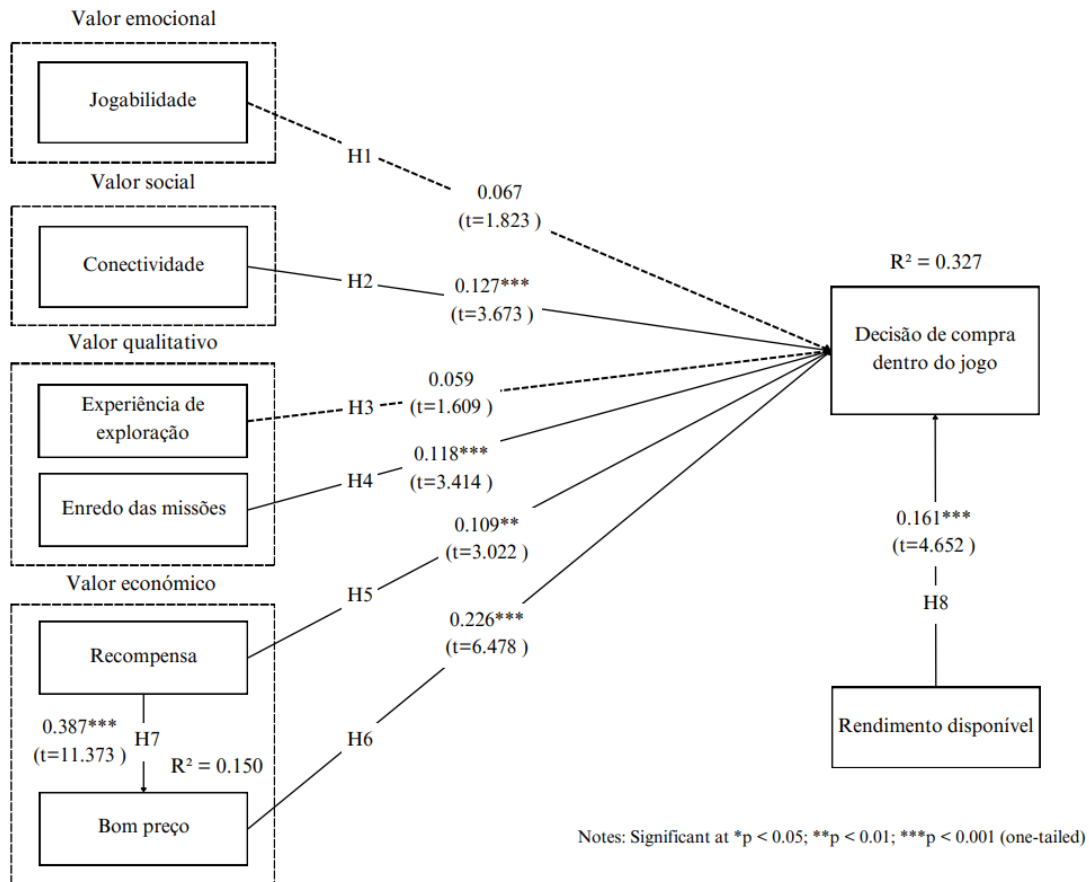 Valor emocional
Jogabilidade
H1
0.067
(t=1.823 )
Valor social
Conectividade
H2
0.127***
(t=3.673 )
Valor qualitativo
Experiência de
exploração
H3
0.059
(t=1.609 )
Enredo das missões
H4
0.118***
(t=3.414 )
Valor económico
Recompensa
H5
0.109**
(t=3.022 )
0.387***
(t=11.373 )
H7
R² = 0.150
Bom preço
H6
0.226***
(t=6.478 )
R² = 0.327
Decisão de compra
dentro do jogo
0.161***
(t=4.652 )
H8
Rendimento disponível
Notes: Significant at *p < 0.05; **p < 0.01; ***p < 0.001 (one-tailed)